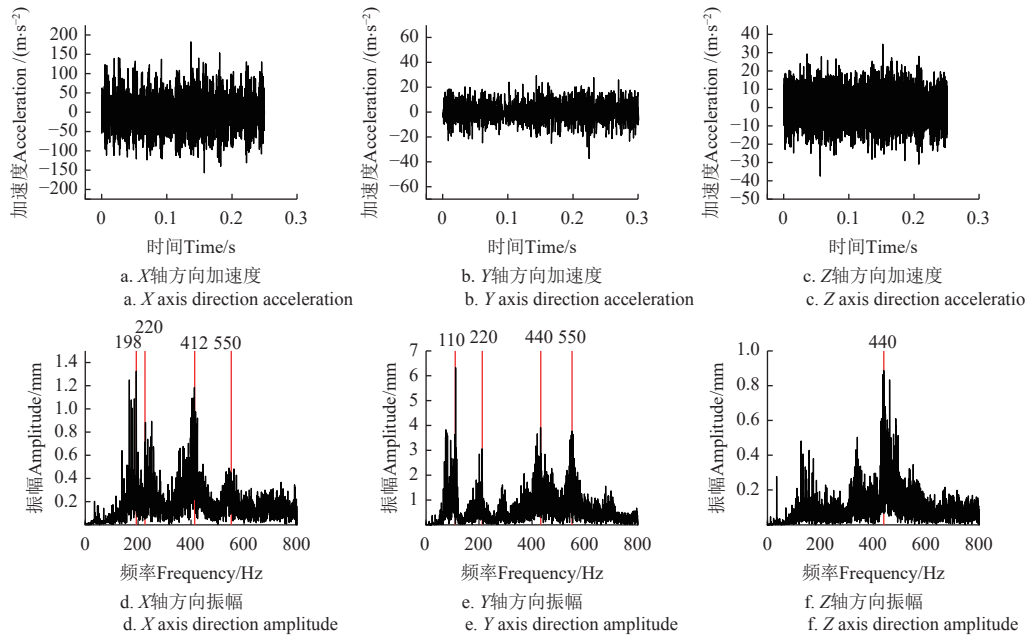 加速度Acceleration /(m·s⁻²)
200
150
100
50
0
−50
−100
−150
−200
0 0.1 0.2 0.3
时间Time/s
a. X轴方向加速度
a. X axis direction acceleration
加速度Acceleration /(m·s⁻²)
60
40
20
0
−20
−40
−60
0 0.1 0.2 0.3
时间Time/s
b. Y轴方向加速度
b. Y axis direction acceleration
加速度Acceleration /(m·s⁻²)
40
30
20
10
0
−10
−20
−30
−40
−50
0 0.1 0.2 0.3
时间Time/s
c. Z轴方向加速度
c. Z axis direction acceleratio
振幅Amplitude/mm
220
198 412 550
1.4
1.2
1.0
0.8
0.6
0.4
0.2
0 200 400 600 800
频率Frequency/Hz
d. X轴方向振幅
d. X axis direction amplitude
振幅Amplitude/mm
110 220 440 550
7
6
5
4
3
2
1
0 200 400 600 800
频率Frequency/Hz
e. Y轴方向振幅
e. Y axis direction amplitude
振幅Amplitude/mm
440
1.0
0.8
0.6
0.4
0.2
0 200 400 600 800
频率Frequency/Hz
f. Z轴方向振幅
f. Z axis direction amplitude